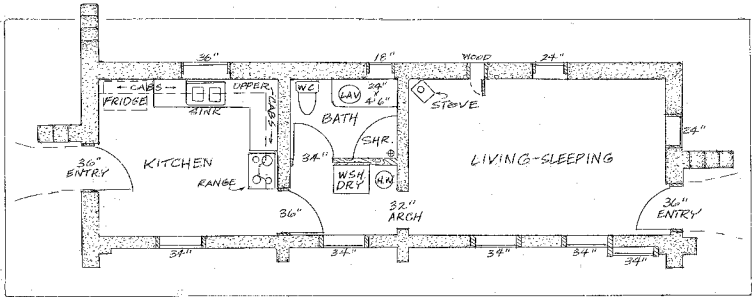 36"
18"
WOOD
24"
CABS
UPPER
CABS
FRIDGE
SINK
WC
LAV
24"
x
4'6"
BATH
STOVE
SHR.
24"
36"
ENTRY
KITCHEN
34"
LIVING-SLEEPING
RANGE
WSH
DRY
H.W.
36"
32"
ARCH
36"
ENTRY
34"
34"
34"
34"
34"